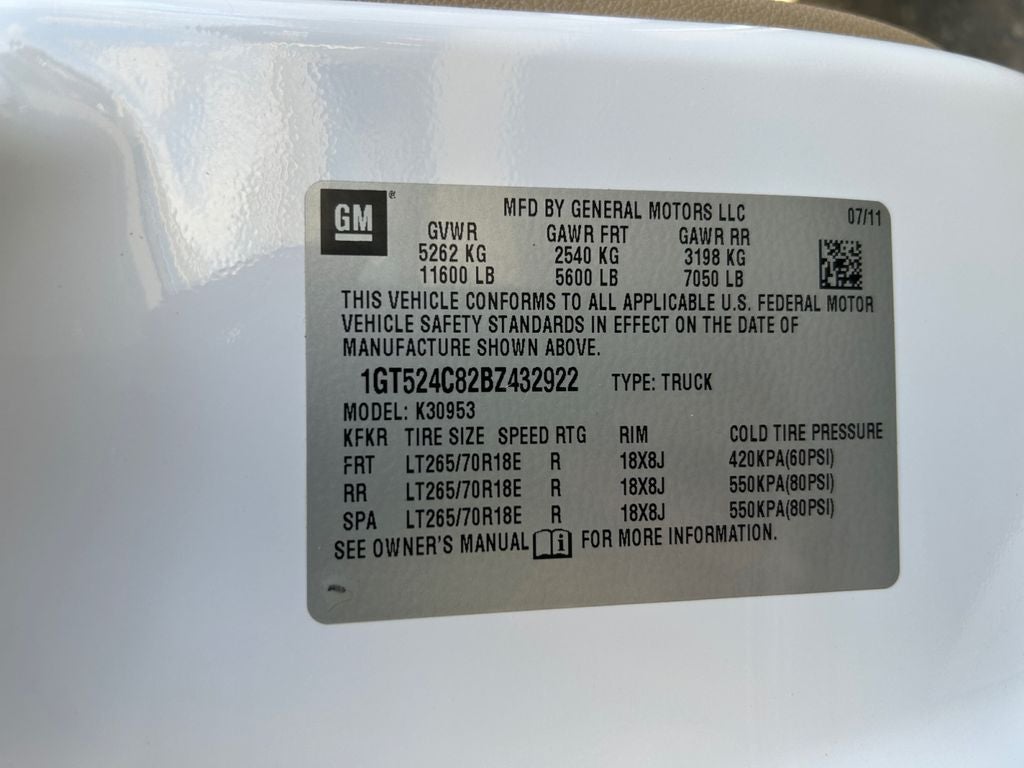 GM ® MFD BY GENERAL MOTORS LLC 07/11
GVWR GAWR FRT GAWR RR
5262 KG 2540 KG 3198 KG
11600 LB 5600 LB 7050 LB
THIS VEHICLE CONFORMS TO ALL APPLICABLE U.S. FEDERAL MOTOR
VEHICLE SAFETY STANDARDS IN EFFECT ON THE DATE OF
MANUFACTURE SHOWN ABOVE.
1GT524C82BZ432922 TYPE: TRUCK
MODEL: K30953
KFKR TIRE SIZE SPEED RTG RIM COLD TIRE PRESSURE
FRT LT265/70R18E R 18X8J 420KPA(60PSI)
RR LT265/70R18E R 18X8J 550KPA(80PSI)
SPA LT265/70R18E R 18X8J 550KPA(80PSI)
SEE OWNER'S MANUAL i FOR MORE INFORMATION.